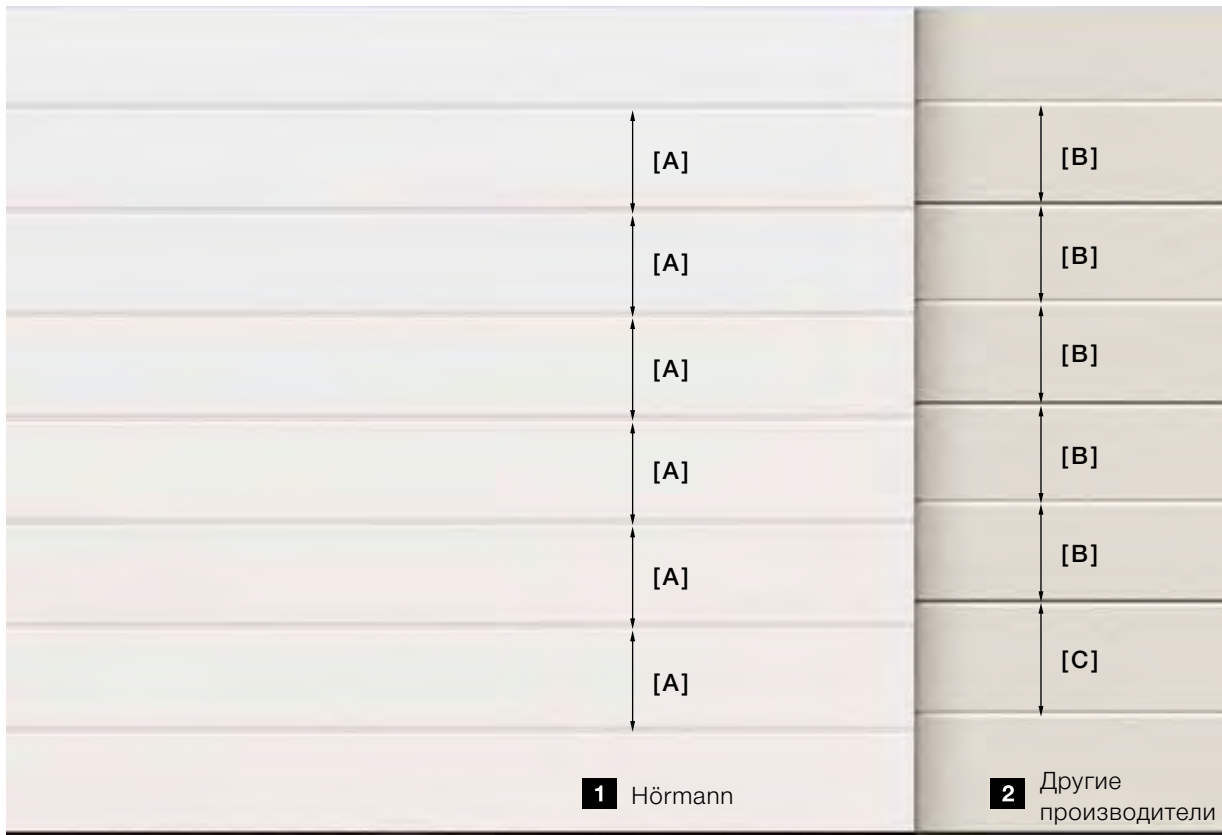 [A] [B]
[A] [B]
[A] [B]
[A] [B]
[A] [B]
[A] [C]
1 Hörmann
2 Другие
производители